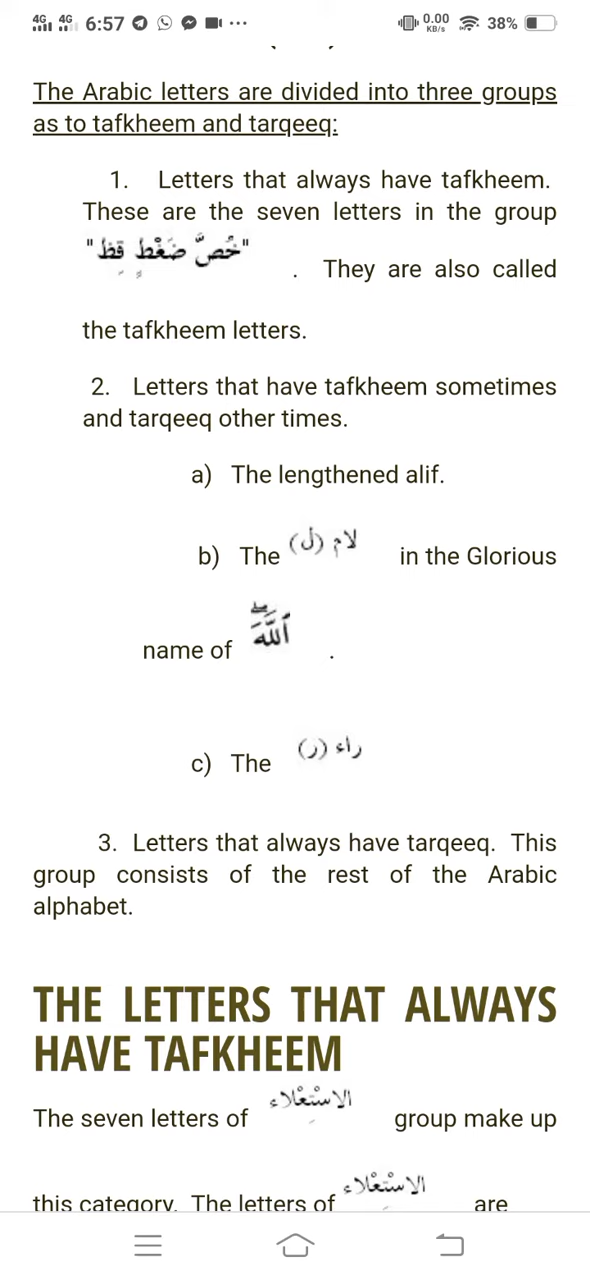 4G 4G 6:57 ... 0.00 KB/s 38%
The Arabic letters are divided into three groups
as to tafkheem and tarqeeq:
1. Letters that always have tafkheem.
These are the seven letters in the group
"خُصَّ ضَغْطٍ قِظْ"
. They are also called
the tafkheem letters.
2. Letters that have tafkheem sometimes
and tarqeeq other times.
a) The lengthened alif.
b) The لام (ل) in the Glorious
name of ٱللَّهَ .
c) The راء (ر)
3. Letters that always have tarqeeq. This
group consists of the rest of the Arabic
alphabet.
THE LETTERS THAT ALWAYS
HAVE TAFKHEEM
The seven letters of الاسْتِعْلاء group make up
this category. The letters of الاسْتِعْلاء are